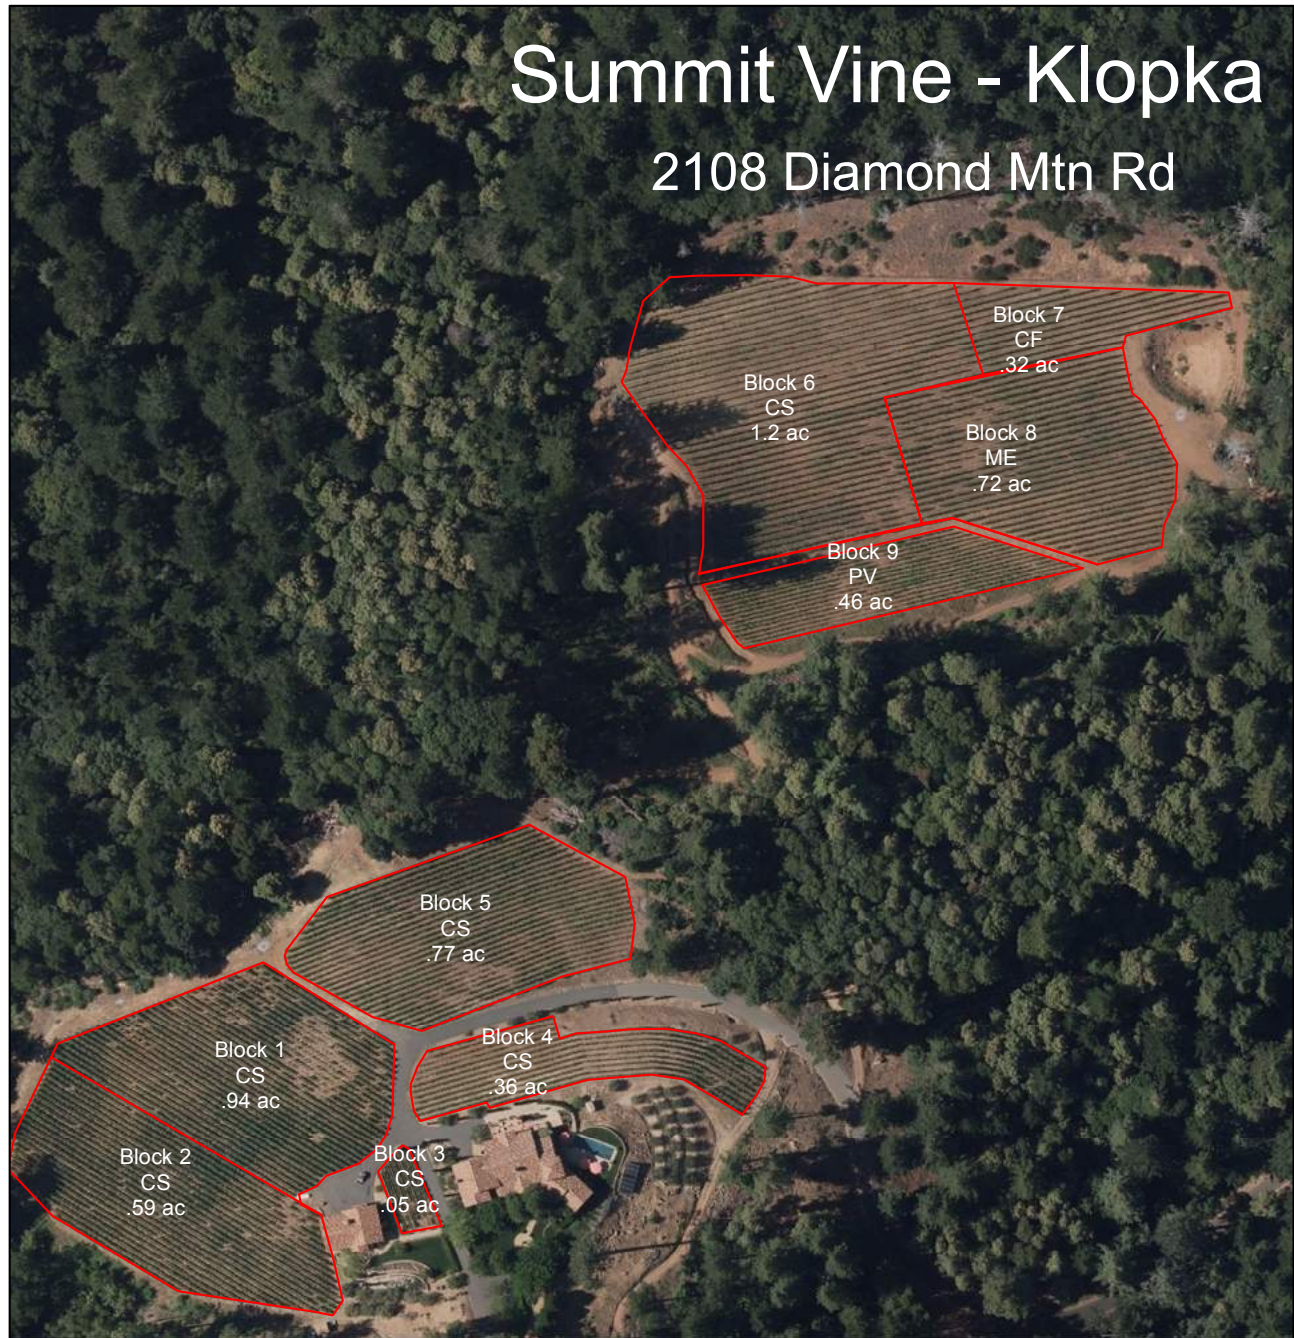 Summit Vine - Klopka
2108 Diamond Mtn Rd
Block 7
CF
.32 ac
Block 6
CS
1.2 ac
Block 8
ME
.72 ac
Block 9
PV
.46 ac
Block 5
CS
.77 ac
Block 4
CS
.36 ac
Block 1
CS
.94 ac
Block 3
CS
.05 ac
Block 2
CS
.59 ac